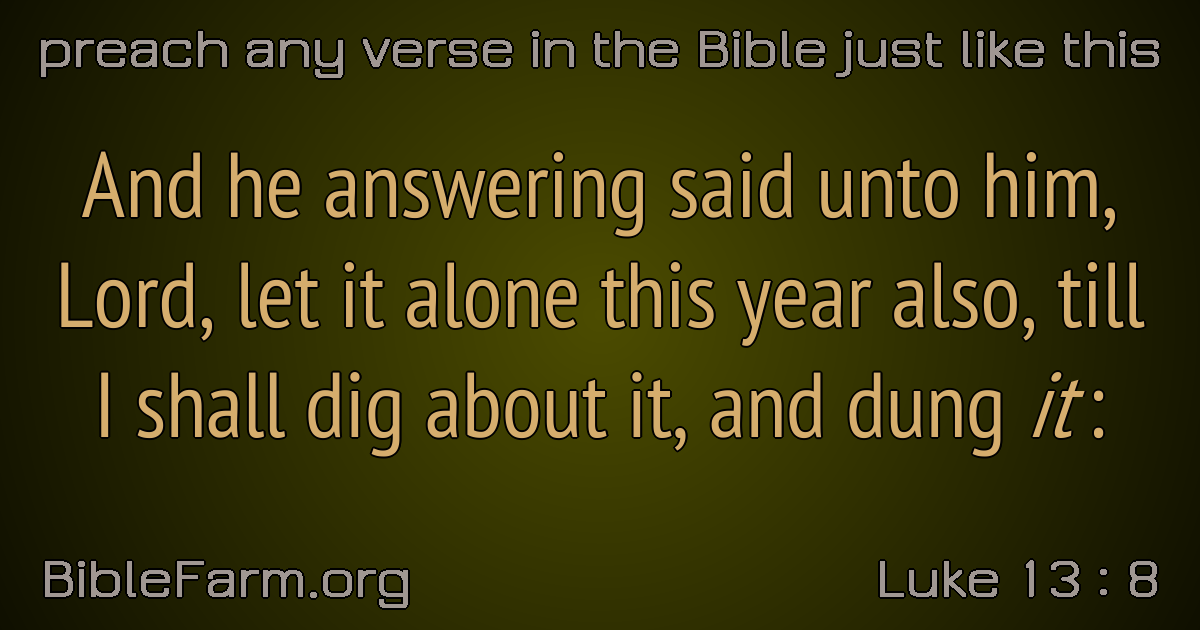 preach any verse in the Bible just like this
And he answering said unto him,
Lord, let it alone this year also, till
I shall dig about it, and dung it:
BibleFarm.org
Luke 13 : 8